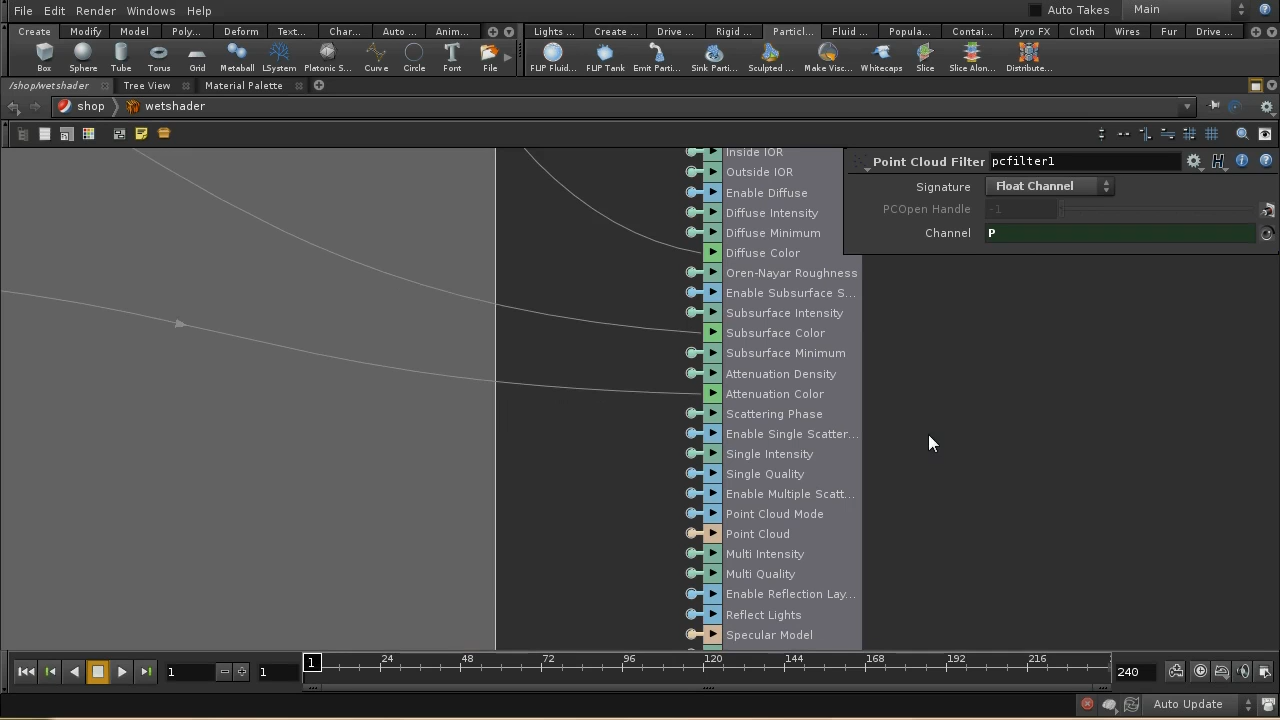 File Edit Render Windows Help Auto Takes Main
Create Modify Model Poly... Deform Text... Char... Auto ... Anim... Lights ... Create ... Drive ... Rigid ... Particl... Fluid ... Popula... Contai... Pyro FX Cloth Wires Fur Drive ...
Box Sphere Tube Torus Grid Metaball LSystem Platonic S... Curve Circle Font File FLIP Fluid... FLIP Tank Emit Parti... Sink Parti... Sculpted ... Make Visc... Whitecaps Slice Slice Alon... Distribute...
/shop/wetshader Tree View Material Palette
shop wetshader
Inside IOR
Outside IOR
Enable Diffuse
Diffuse Intensity
Diffuse Minimum
Diffuse Color
Oren-Nayar Roughness
Enable Subsurface S...
Subsurface Intensity
Subsurface Color
Subsurface Minimum
Attenuation Density
Attenuation Color
Scattering Phase
Enable Single Scatter...
Single Intensity
Single Quality
Enable Multiple Scatt...
Point Cloud Mode
Point Cloud
Multi Intensity
Multi Quality
Enable Reflection Lay...
Reflect Lights
Specular Model
Point Cloud Filter pcfilter1
Signature Float Channel
PCOpen Handle -1
Channel P
1 1 1 24 48 72 96 120 144 168 192 216 240
Auto Update